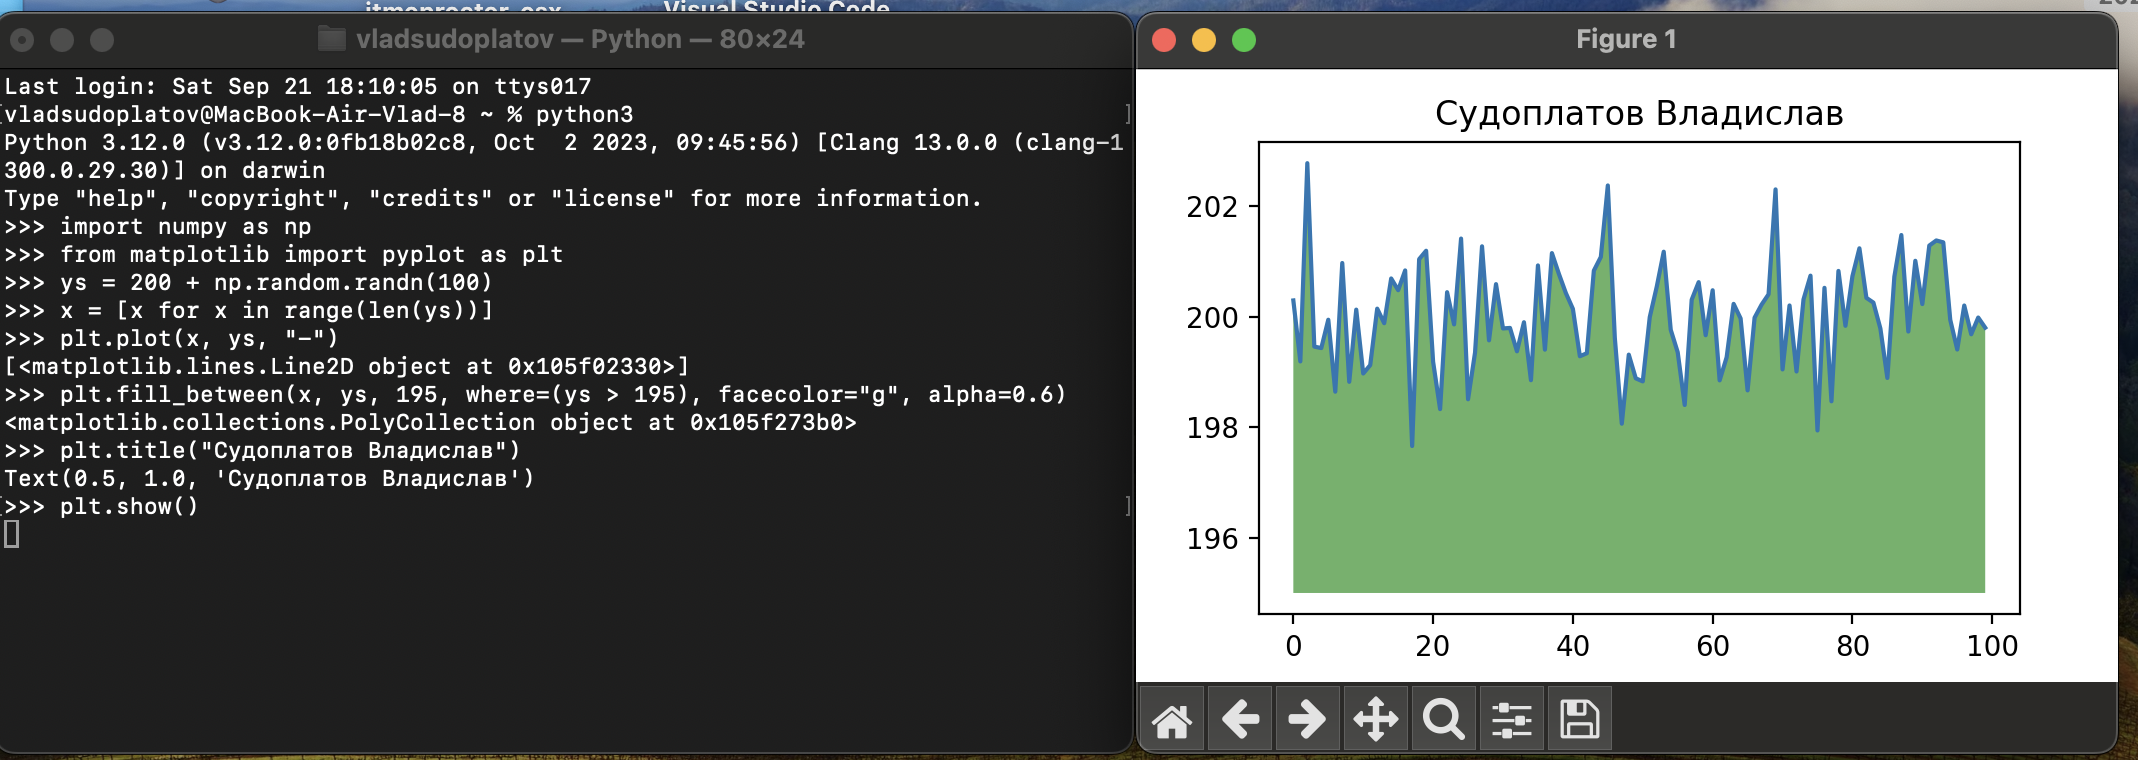 Visual Studio Code
vladsudoplatov — Python — 80×24
Last login: Sat Sep 21 18:10:05 on ttys017
[vladsudoplatov@MacBook-Air-Vlad-8 ~ % python3 ]
Python 3.12.0 (v3.12.0:0fb18b02c8, Oct  2 2023, 09:45:56) [Clang 13.0.0 (clang-1
300.0.29.30)] on darwin
Type "help", "copyright", "credits" or "license" for more information.
>>> import numpy as np
>>> from matplotlib import pyplot as plt
>>> ys = 200 + np.random.randn(100)
>>> x = [x for x in range(len(ys))]
>>> plt.plot(x, ys, "-")
[<matplotlib.lines.Line2D object at 0x105f02330>]
>>> plt.fill_between(x, ys, 195, where=(ys > 195), facecolor="g", alpha=0.6)
<matplotlib.collections.PolyCollection object at 0x105f273b0>
>>> plt.title("Судоплатов Владислав")
Text(0.5, 1.0, 'Судоплатов Владислав')
[>>> plt.show() ]
Figure 1
Судоплатов Владислав
202
200
198
196
0 20 40 60 80 100